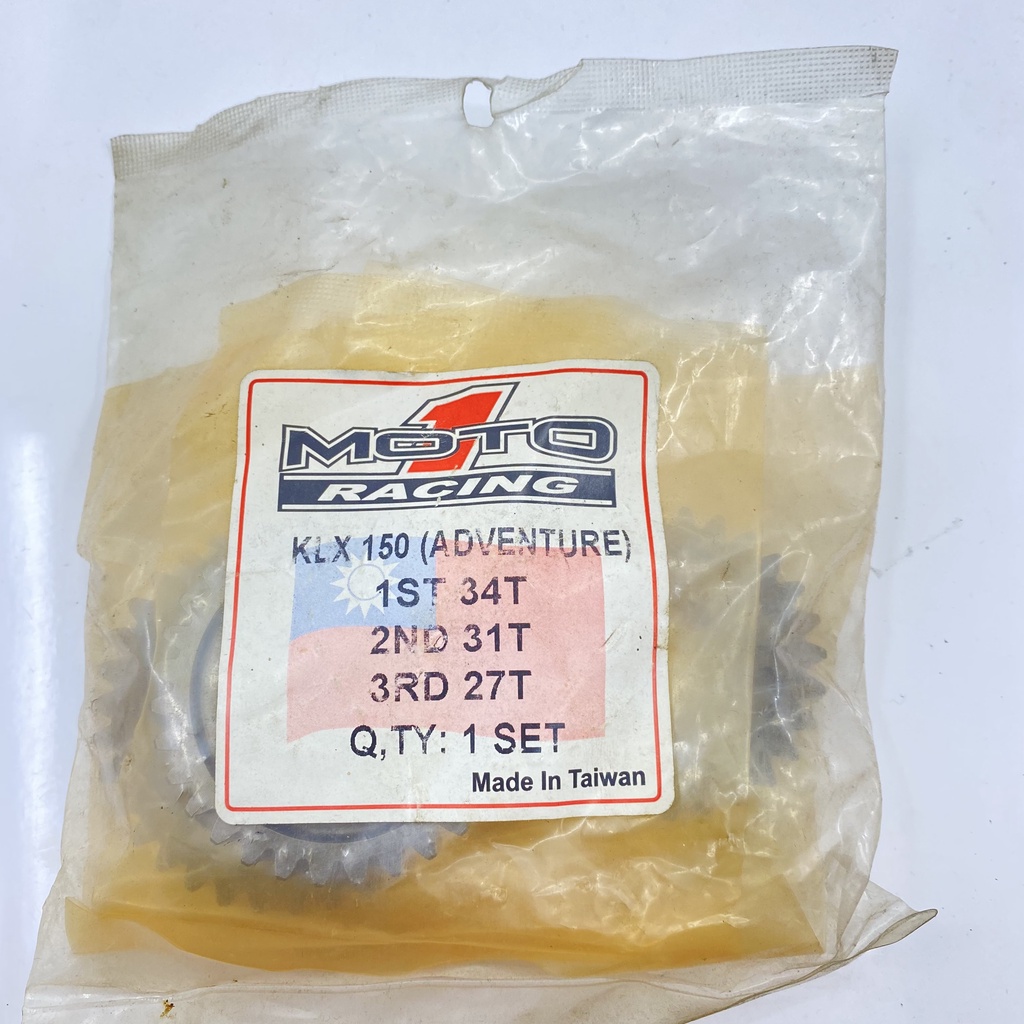 MOTO 1
RACING
KLX 150 (ADVENTURE)
1ST 34T
2ND 31T
3RD 27T
Q,TY: 1 SET
Made In Taiwan